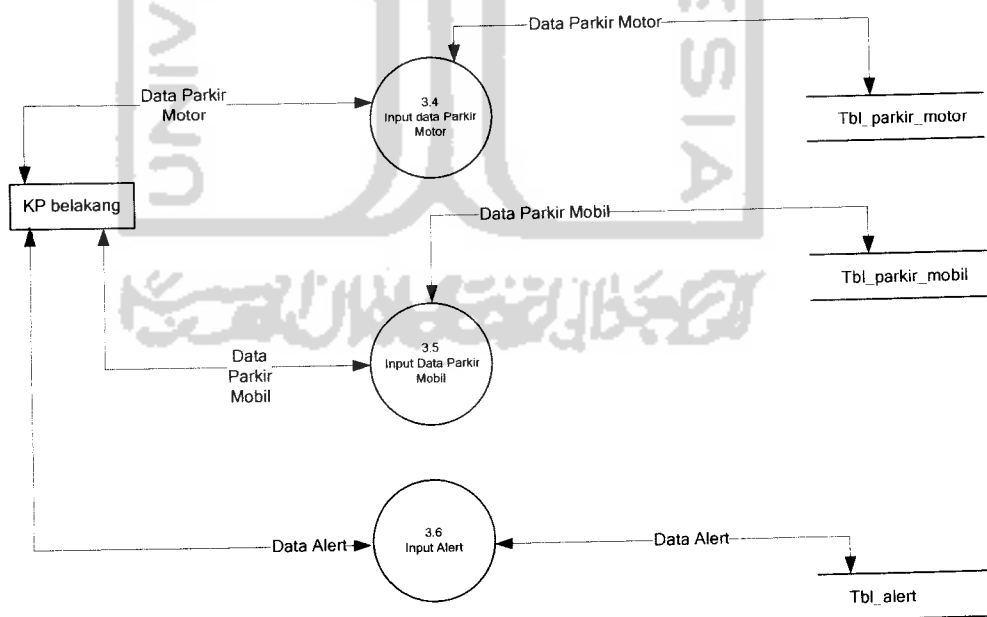 Data Parkir Motor
Data Parkir
Motor
3.4
Input data Parkir
Motor
Tbl_parkir_motor
KP belakang
Data Parkir Mobil
Tbl_parkir_mobil
3.5
Input Data Parkir
Mobil
Data
Parkir
Mobil
3.6
Input Alert
Data Alert
Data Alert
Tbl_alert